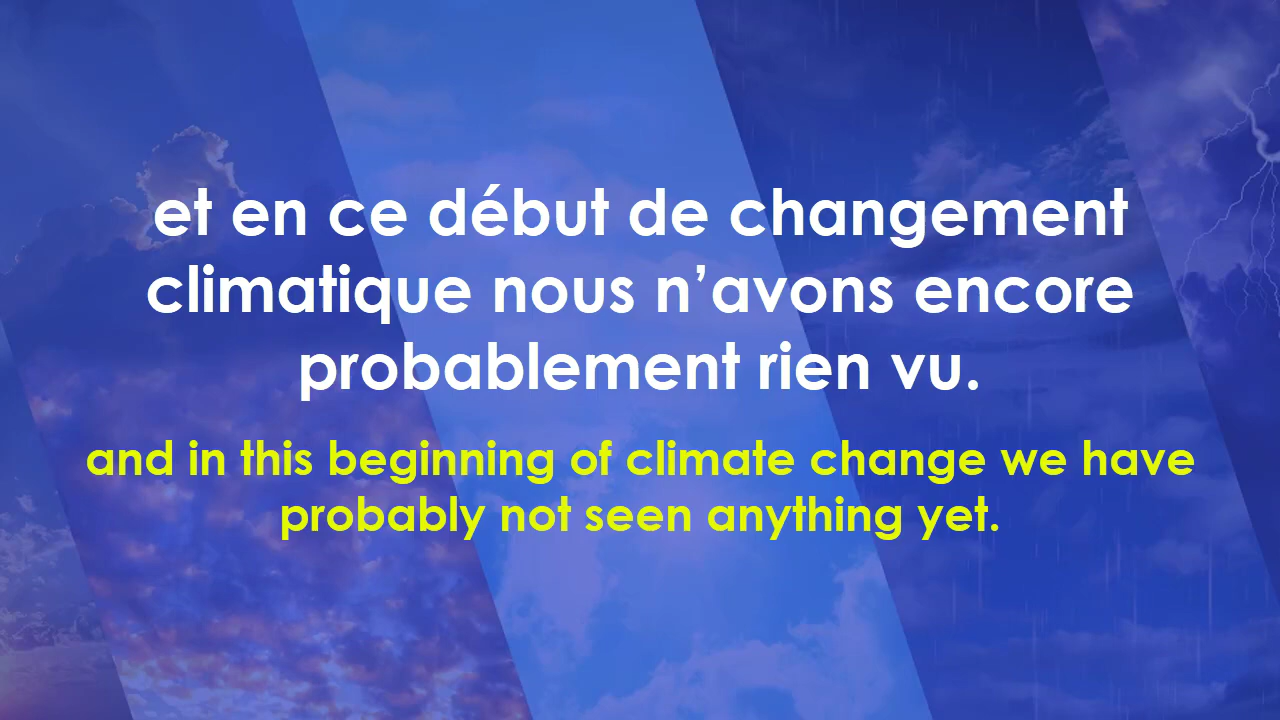 et en ce début de changement
climatique nous n’avons encore
probablement rien vu.
and in this beginning of climate change we have
probably not seen anything yet.